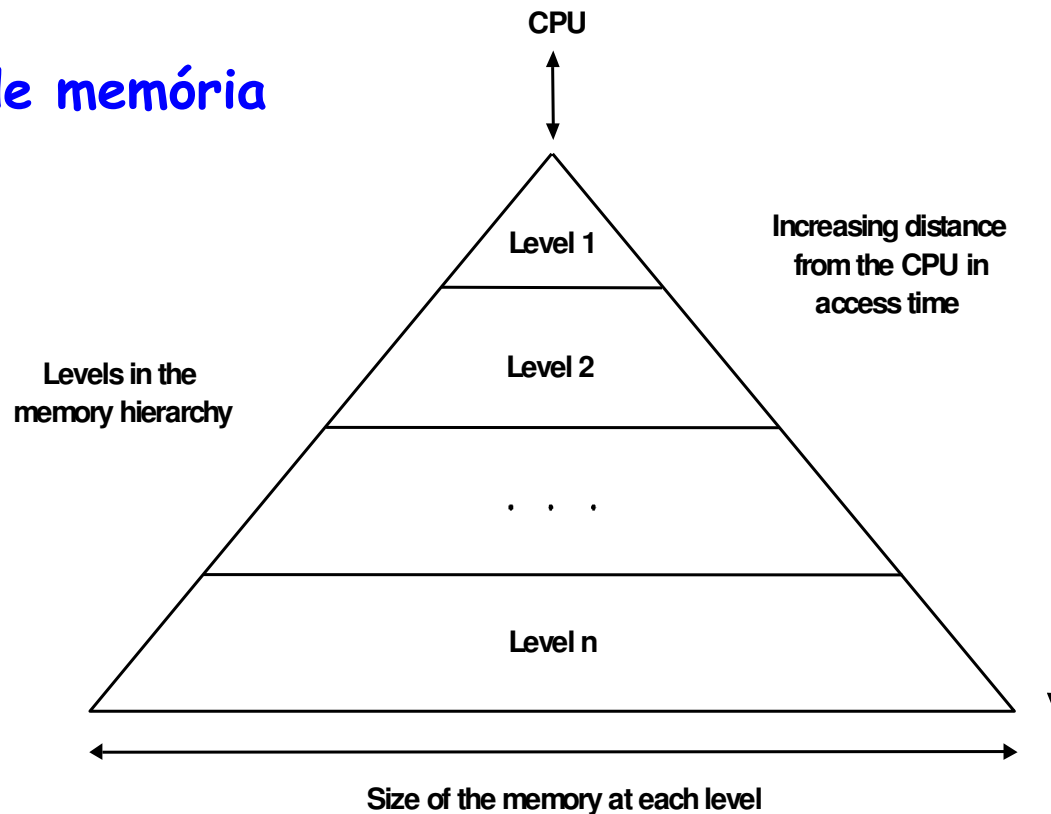 CPU
de memória
Level 1
Increasing distance
from the CPU in
access time
Level 2
Levels in the
memory hierarchy
. . .
Level n
Size of the memory at each level